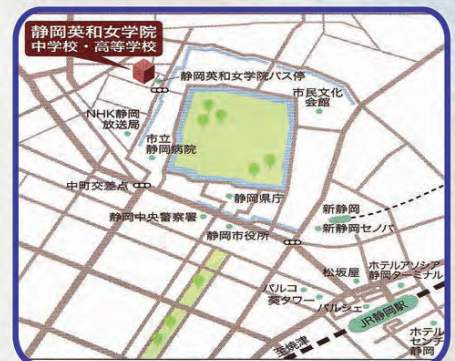 静岡英和女学院
中学校・高等学校
静岡英和女学院バス停
市民文化
会館
NHK静岡
放送局
市立
静岡病院
中町交差点
静岡県庁
静岡中央警察署
新静岡
静岡市役所
新静岡セノバ
松坂屋
ホテルアソシア
静岡ターミナル
パルコ
葵タワー
パルシェ
JR静岡駅
至焼津
ホテル
センチ
静岡